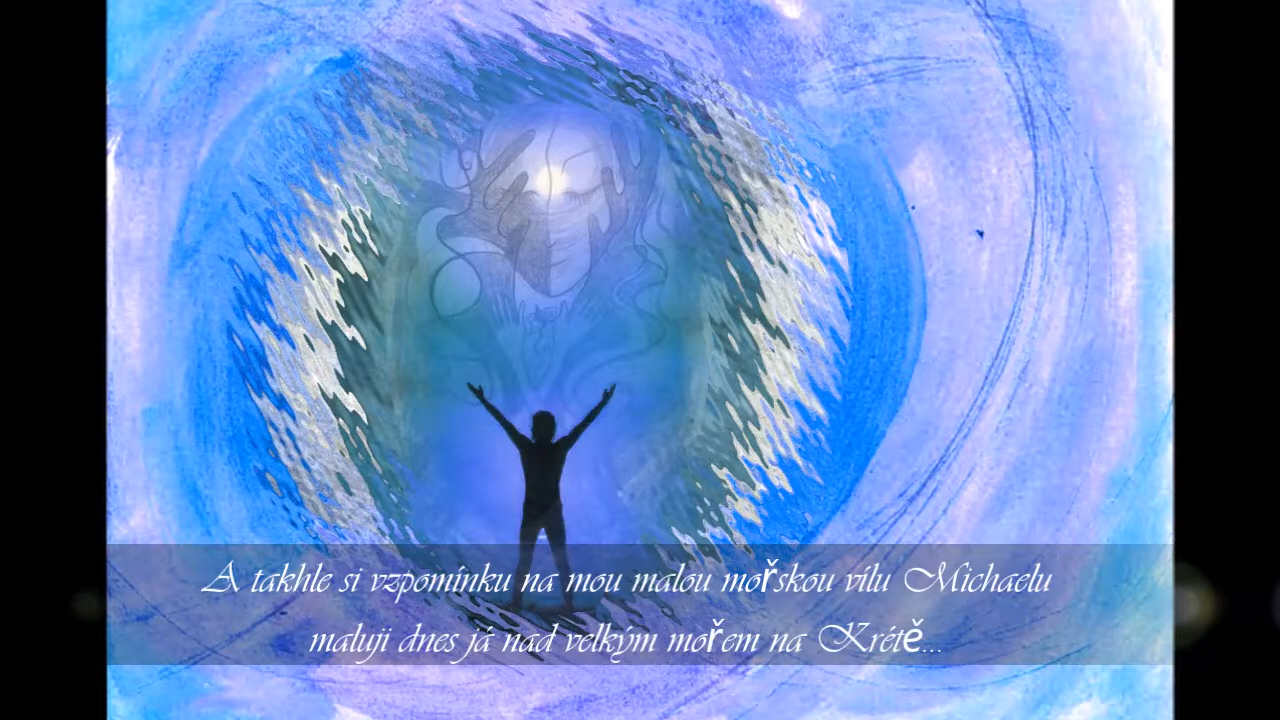 A takhle si vzpomínku na mou malou mořskou vílu Michaelu
maluji dnes já nad velkým mořem na Krétě...